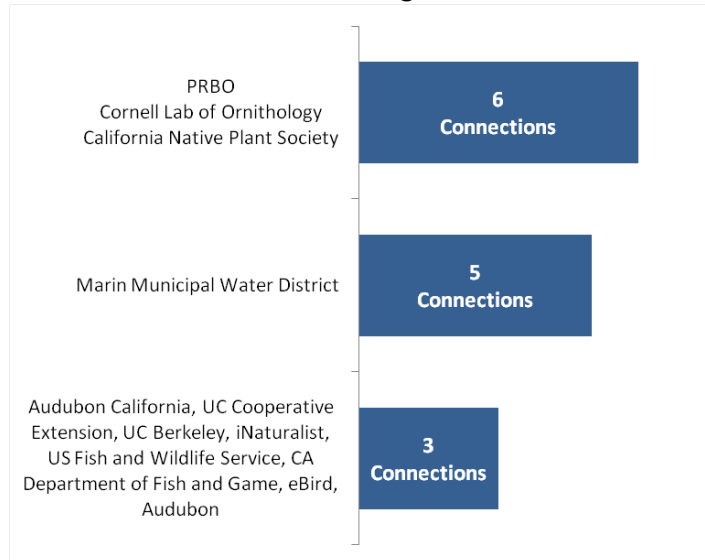 PRBO
Cornell Lab of Ornithology
California Native Plant Society
6
Connections
Marin Municipal Water District
5
Connections
Audubon California, UC Cooperative
Extension, UC Berkeley, iNaturalist,
US Fish and Wildlife Service, CA
Department of Fish and Game, eBird,
Audubon
3
Connections